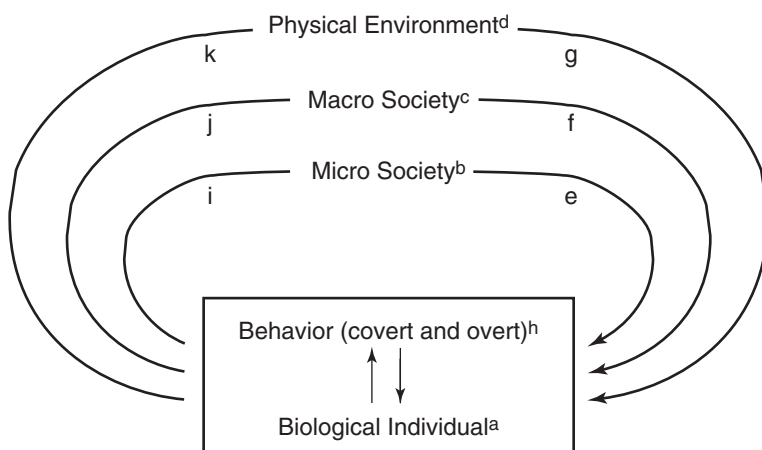 Physical Environmentᵈ
k g
Macro Societyᶜ
j f
Micro Societyᵇ
i e
Behavior (covert and overt)ʰ
Biological Individualᵃ